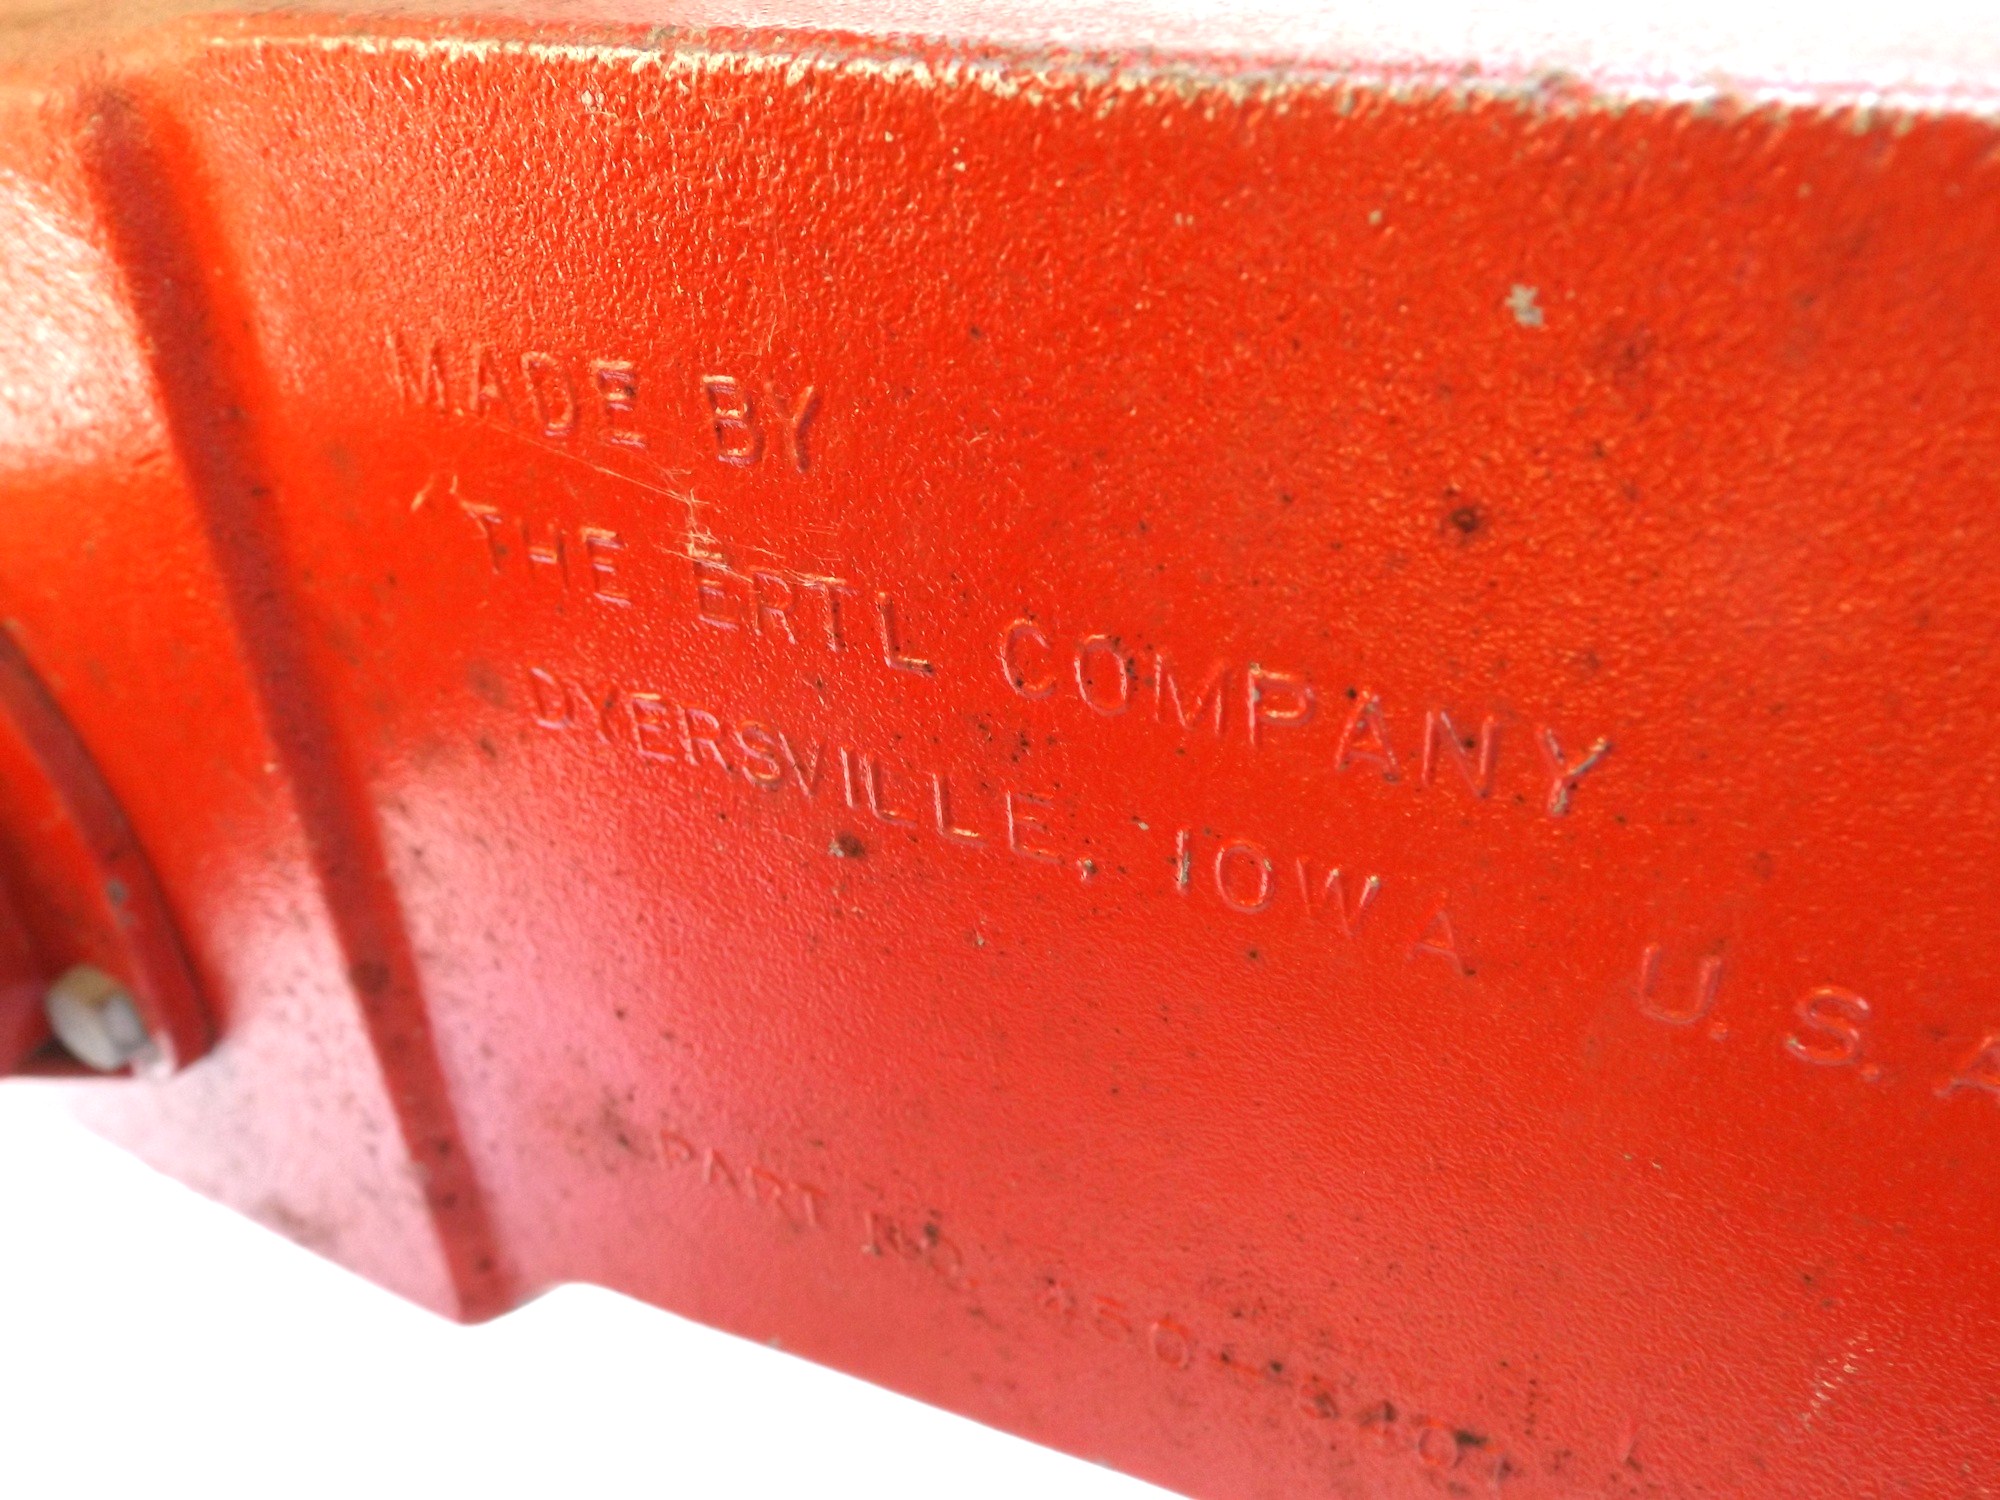 MADE BY
THE ERTL COMPANY
DYERSVILLE, IOWA U.S.A
PART NO.